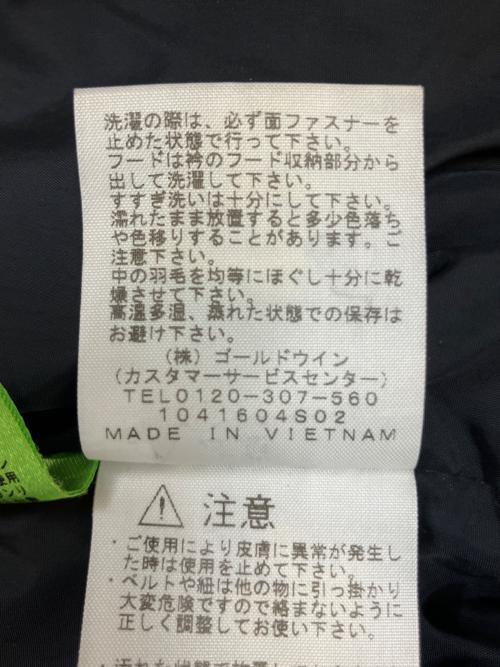 洗濯の際は、必ず面ファスナーを
止めた状態で行って下さい。
フードは衿のフード収納部分から
出して洗濯して下さい。
すすぎ洗いは十分にして下さい。
濡れたまま放置すると多少色落ち
や色移りすることがあります。ご
注意下さい。
中の羽毛を均等にほぐし十分に乾
燥させて下さい。
高温多湿、蒸れた状態での保存は
お避け下さい。
(株) ゴールドウイン
(カスタマーサービスセンター)
TEL0120-307-560
1041604S02
MADE IN VIETNAM
注意
・ご使用により皮膚に異常が発生し
た時は使用を止めて下さい。
・ベルトや紐は他の物に引っ掛かり
大変危険ですので絡まないように
正しく調整してお使い下さい。